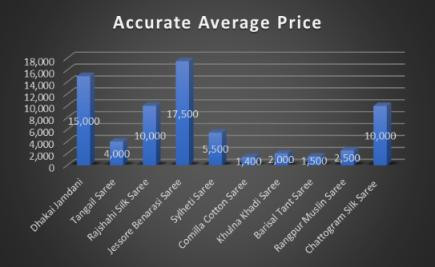 Accurate Average Price
18,000
16,000
14,000
12,000
10,000
8,000
6,000
4,000
2,000
0
15,000
4,000
10,000
17,500
5,500
1,400
2,000
1,500
2,500
10,000
Dhakai Jamdani
Tangail Saree
Rajshahi Silk Saree
Jessore Benarasi Saree
Sylheti Saree
Comilla Cotton Saree
Khulna Khadi Saree
Barisal Tant Saree
Rangpur Muslin Saree
Chattogram Silk Saree